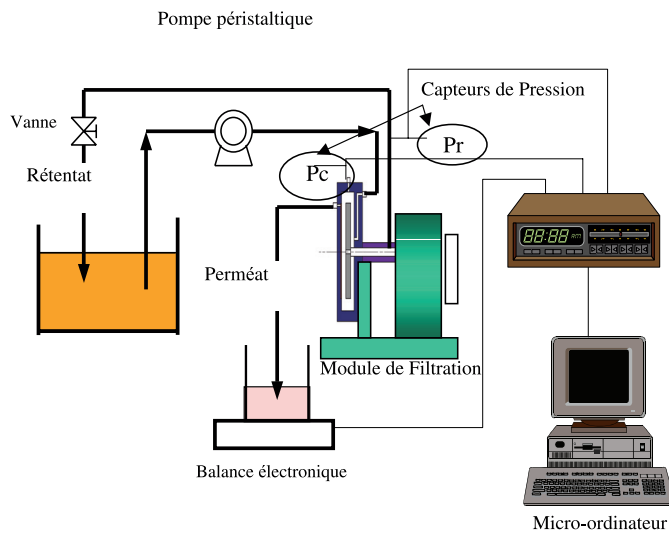 Pompe péristaltique
Capteurs de Pression
Vanne
Pr
Pc
Rétentat
88:88 AM
Perméat
Module de Filtration
Balance électronique
Micro-ordinateur